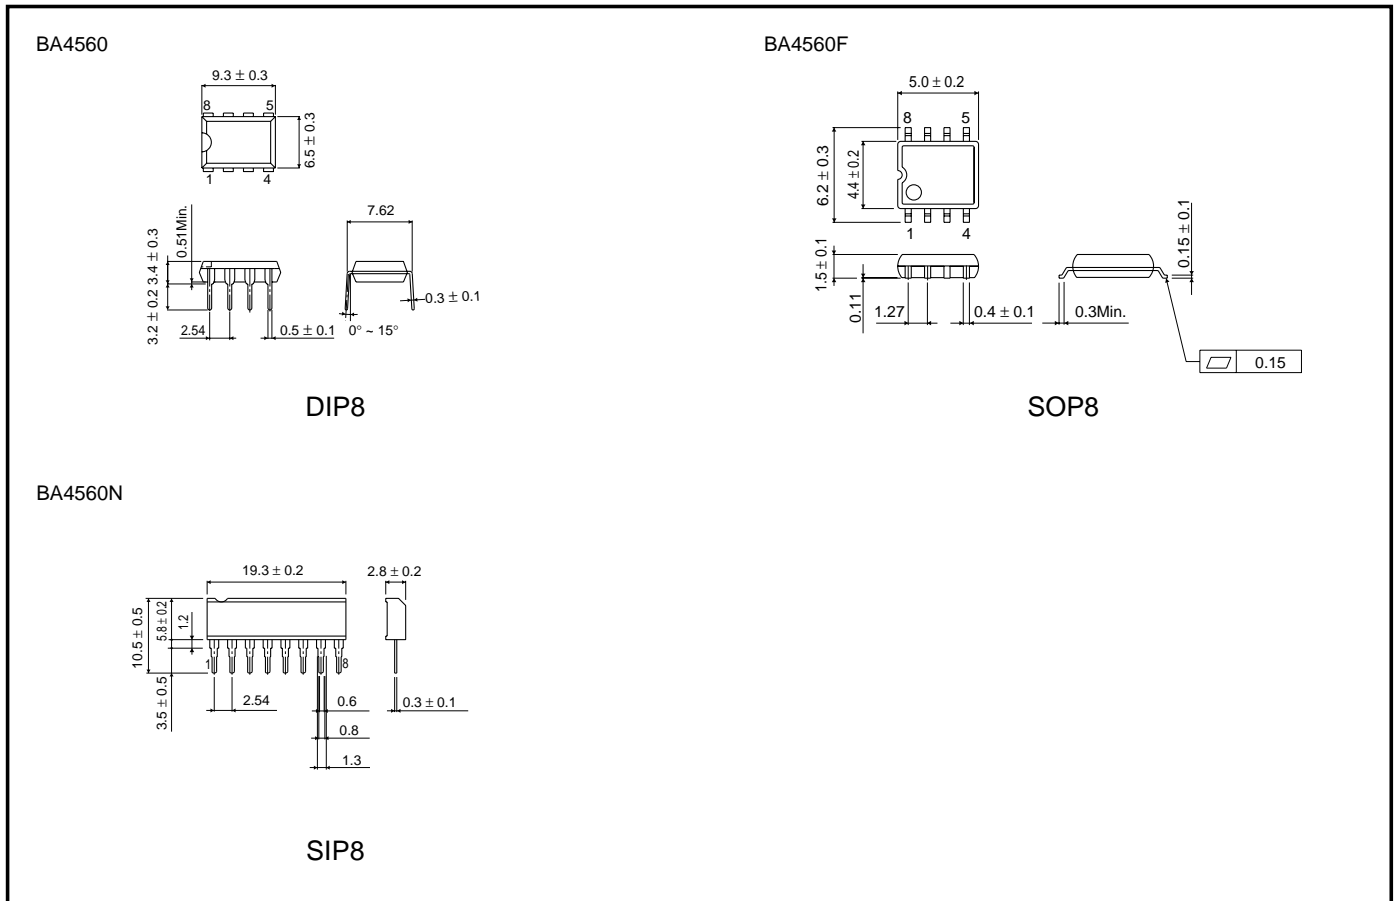 BA4560
9.3 ± 0.3
8 5
6.5 ± 0.3
1 4
0.51Min.
3.2 ± 0.2 3.4 ± 0.3
7.62
2.54
0.5 ± 0.1
0° ~ 15°
0.3 ± 0.1
DIP8
BA4560F
5.0 ± 0.2
8 5
6.2 ± 0.3
4.4 ± 0.2
1 4
1.5 ± 0.1
0.11
1.27
0.4 ± 0.1
0.3Min.
0.15 ± 0.1
0.15
SOP8
BA4560N
19.3 ± 0.2
2.8 ± 0.2
10.5 ± 0.5
5.8 ± 0.2
1.2
1 8
3.5 ± 0.5
2.54
0.6
0.3 ± 0.1
0.8
1.3
SIP8